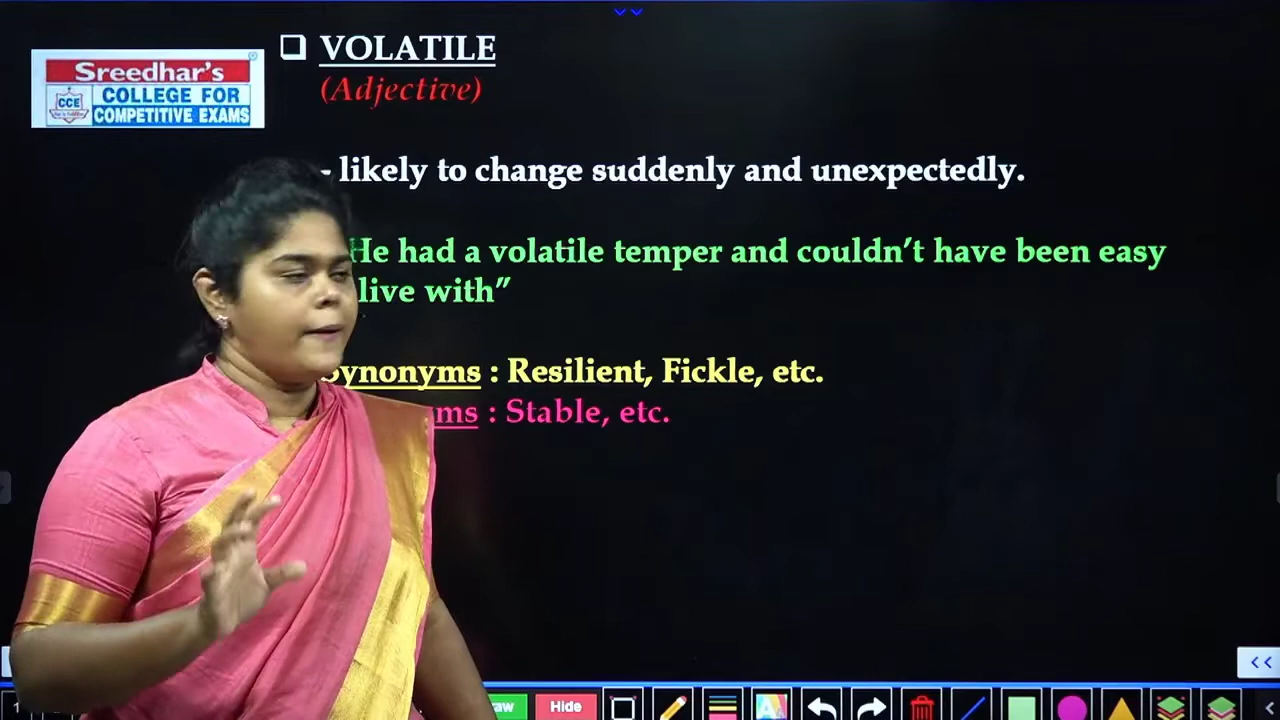 VOLATILE
Sreedhar's
COLLEGE FOR
COMPETITIVE EXAMS
CCE
(Adjective)
- likely to change suddenly and unexpectedly.
He had a volatile temper and couldn't have been easy
live with”
Synonyms : Resilient, Fickle, etc.
ms : Stable, etc.
<<
Hide